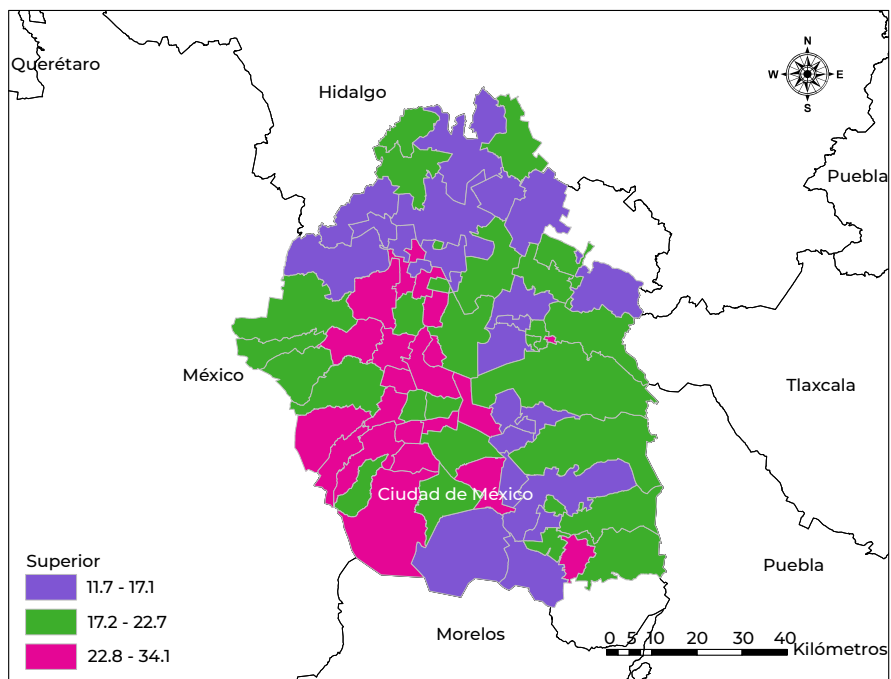 N
W E
S
Querétaro
Hidalgo
Puebla
México
Tlaxcala
Ciudad de México
Puebla
Morelos
Superior
11.7 - 17.1
17.2 - 22.7
22.8 - 34.1
0 5 10 20 30 40
Kilómetros